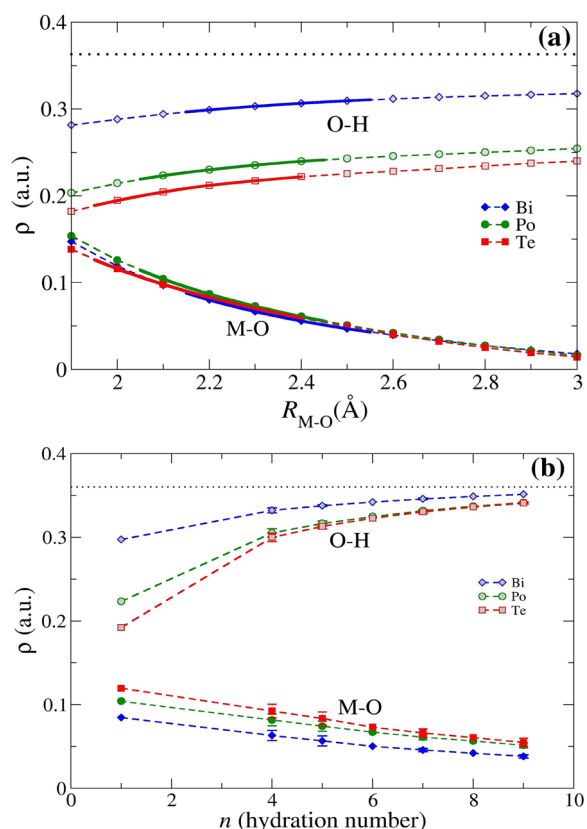 (a)
0.4
0.3
0.2
0.1
0
ρ (a.u.)
O-H
Bi
Po
Te
M-O
2 2.2 2.4 2.6 2.8 3
R_M-O(Å)
(b)
0.4
0.3
0.2
0.1
0
ρ (a.u.)
O-H
Bi
Po
Te
M-O
0 2 4 6 8 10
n (hydration number)